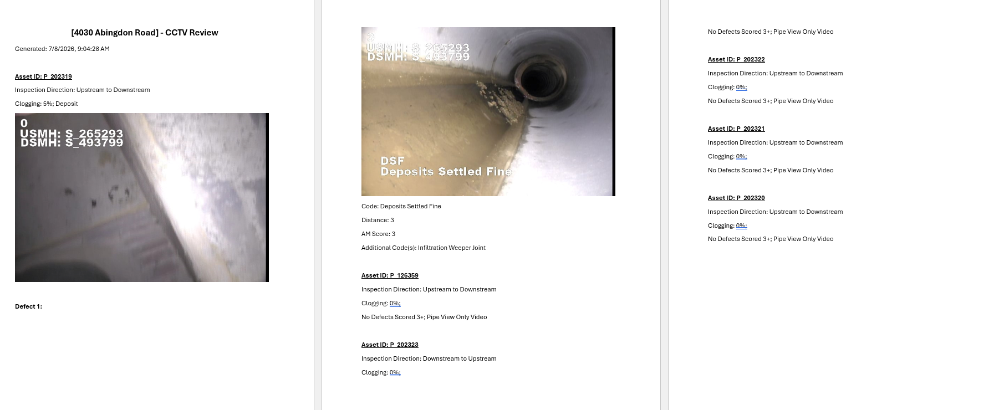 [4030 Abingdon Road] - CCTV Review
Generated: 7/8/2026, 9:04:28 AM
Asset ID: P_202319
Inspection Direction: Upstream to Downstream
Clogging: 5%; Deposit
0
USMH: S_265293
DSMH: S_493799
Defect 1:
3
USMH: S_265293
DSMH: S_493799
DSF
Deposits Settled Fine
Code: Deposits Settled Fine
Distance: 3
AM Score: 3
Additional Code(s): Infiltration Weeper Joint
Asset ID: P_126359
Inspection Direction: Upstream to Downstream
Clogging: 0%;
No Defects Scored 3+; Pipe View Only Video
Asset ID: P_202323
Inspection Direction: Downstream to Upstream
Clogging: 0%;
No Defects Scored 3+; Pipe View Only Video
Asset ID: P_202322
Inspection Direction: Upstream to Downstream
Clogging: 0%;
No Defects Scored 3+; Pipe View Only Video
Asset ID: P_202321
Inspection Direction: Upstream to Downstream
Clogging: 0%;
No Defects Scored 3+; Pipe View Only Video
Asset ID: P_202320
Inspection Direction: Upstream to Downstream
Clogging: 0%;
No Defects Scored 3+; Pipe View Only Video